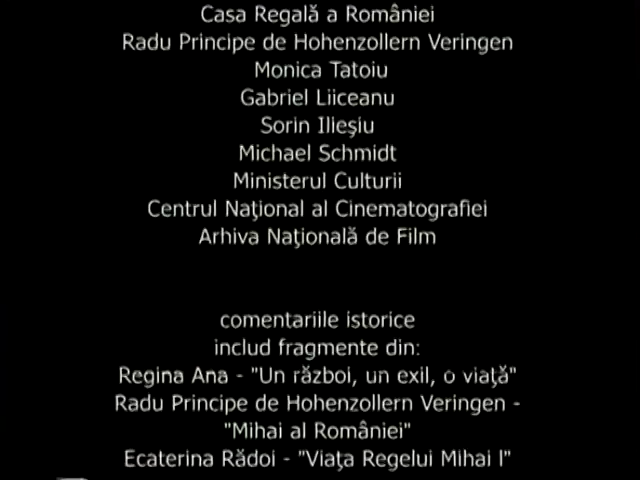 Casa Regală a României
Radu Principe de Hohenzollern Veringen
Monica Tatoiu
Gabriel Liiceanu
Sorin Ilieşiu
Michael Schmidt
Ministerul Culturii
Centrul Naţional al Cinematografiei
Arhiva Naţională de Film
comentariile istorice
includ fragmente din:
Regina Ana - "Un război, un exil, o viaţă"
Radu Principe de Hohenzollern Veringen -
"Mihai al României"
Ecaterina Rădoi - "Viaţa Regelui Mihai I"